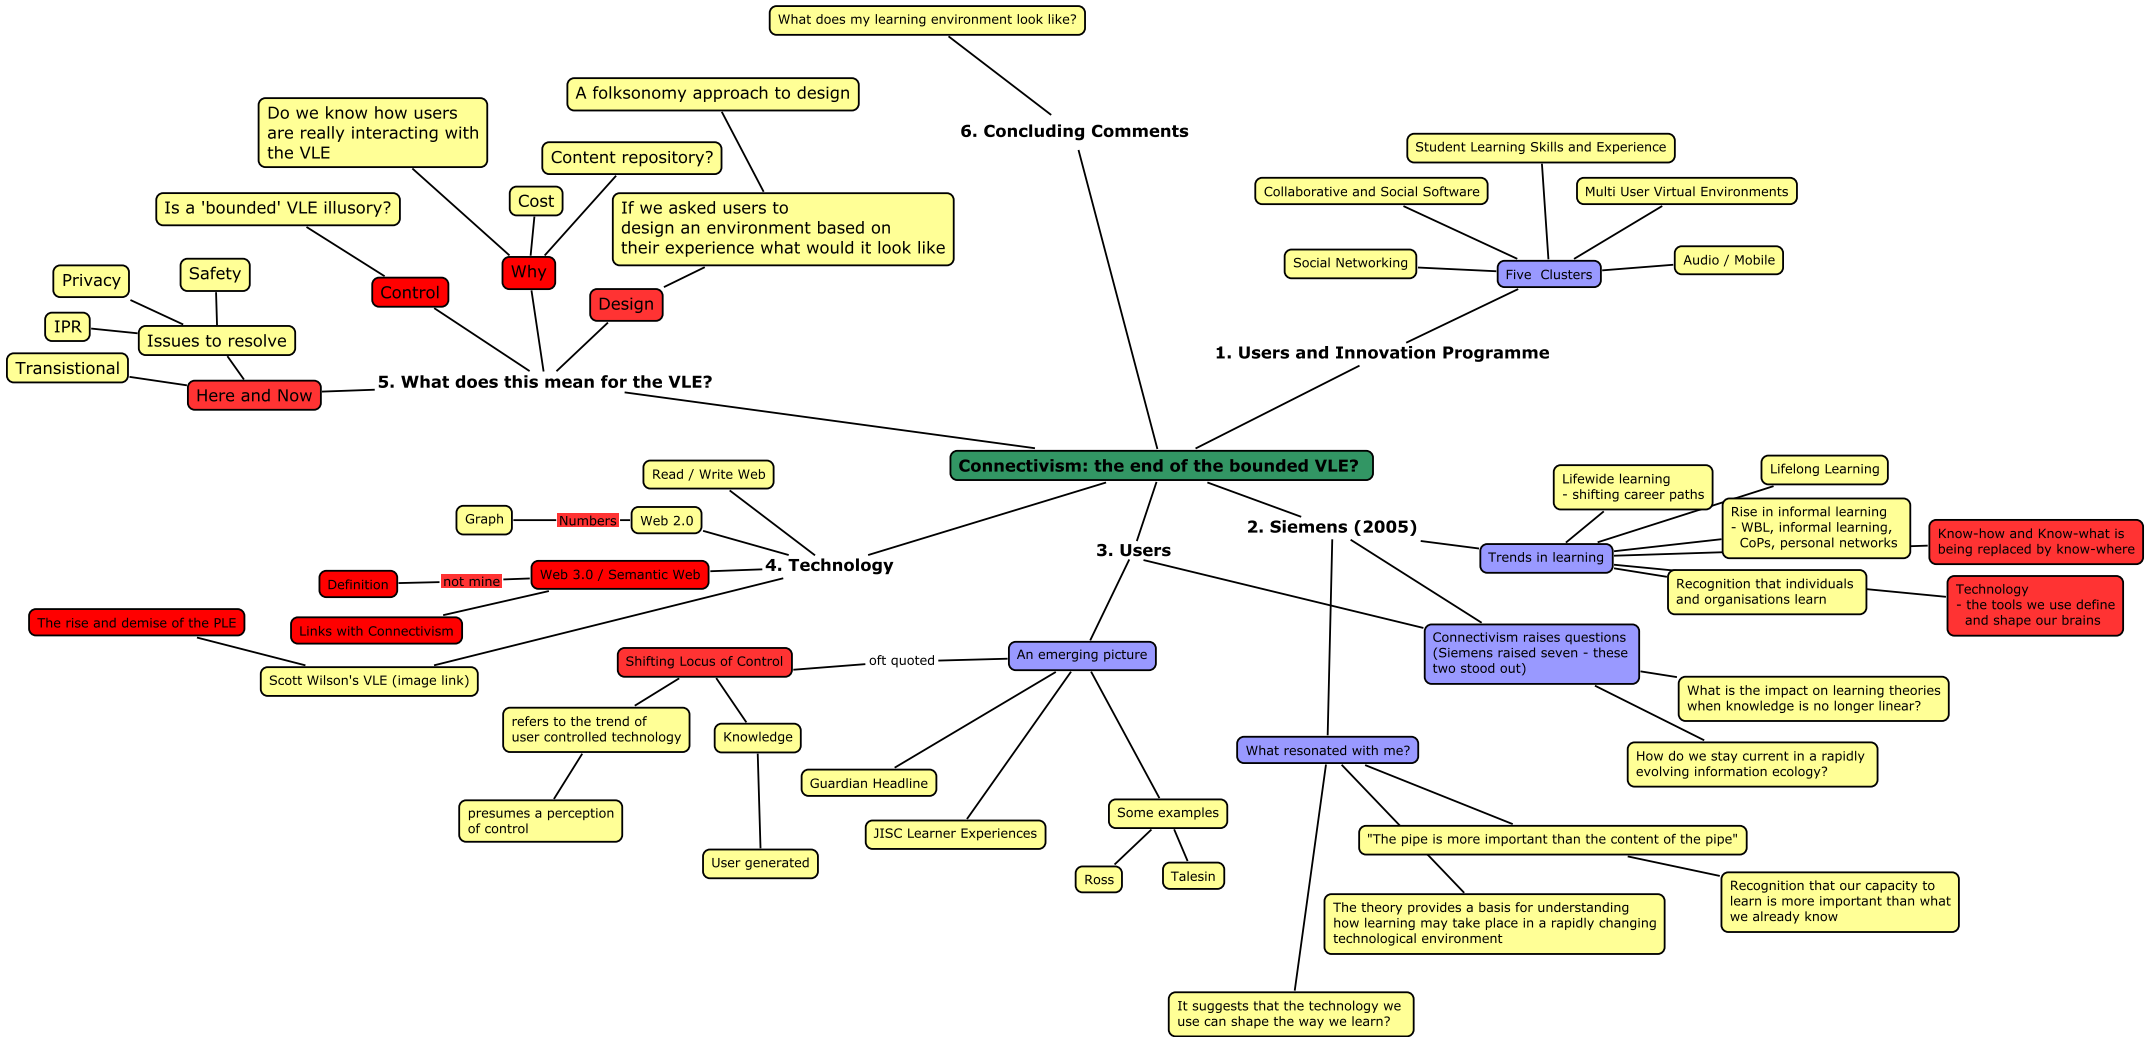 What does my learning environment look like?
A folksonomy approach to design
Do we know how users
are really interacting with
the VLE
6. Concluding Comments
Content repository?
Student Learning Skills and Experience
Collaborative and Social Software
Multi User Virtual Environments
Is a 'bounded' VLE illusory?
Cost
If we asked users to
design an environment based on
their experience what would it look like
Social Networking
Five  Clusters
Audio / Mobile
Privacy
Safety
Control
Why
Design
IPR
Issues to resolve
Transistional
Here and Now
5. What does this mean for the VLE?
1. Users and Innovation Programme
Connectivism: the end of the bounded VLE?
Read / Write Web
Graph
Numbers
Web 2.0
4. Technology
Web 3.0 / Semantic Web
not mine
Definition
Links with Connectivism
The rise and demise of the PLE
Scott Wilson's VLE (image link)
3. Users
2. Siemens (2005)
Lifewide learning
- shifting career paths
Lifelong Learning
Rise in informal learning
- WBL, informal learning,
CoPs, personal networks
Know-how and Know-what is
being replaced by know-where
Trends in learning
Recognition that individuals
and organisations learn
Technology
- the tools we use define
and shape our brains
Connectivism raises questions
(Siemens raised seven - these
two stood out)
What is the impact on learning theories
when knowledge is no longer linear?
How do we stay current in a rapidly
evolving information ecology?
Shifting Locus of Control
oft quoted
An emerging picture
refers to the trend of
user controlled technology
Knowledge
presumes a perception
of control
User generated
Guardian Headline
JISC Learner Experiences
Some examples
Ross
Talesin
What resonated with me?
"The pipe is more important than the content of the pipe"
Recognition that our capacity to
learn is more important than what
we already know
The theory provides a basis for understanding
how learning may take place in a rapidly changing
technological environment
It suggests that the technology we
use can shape the way we learn?